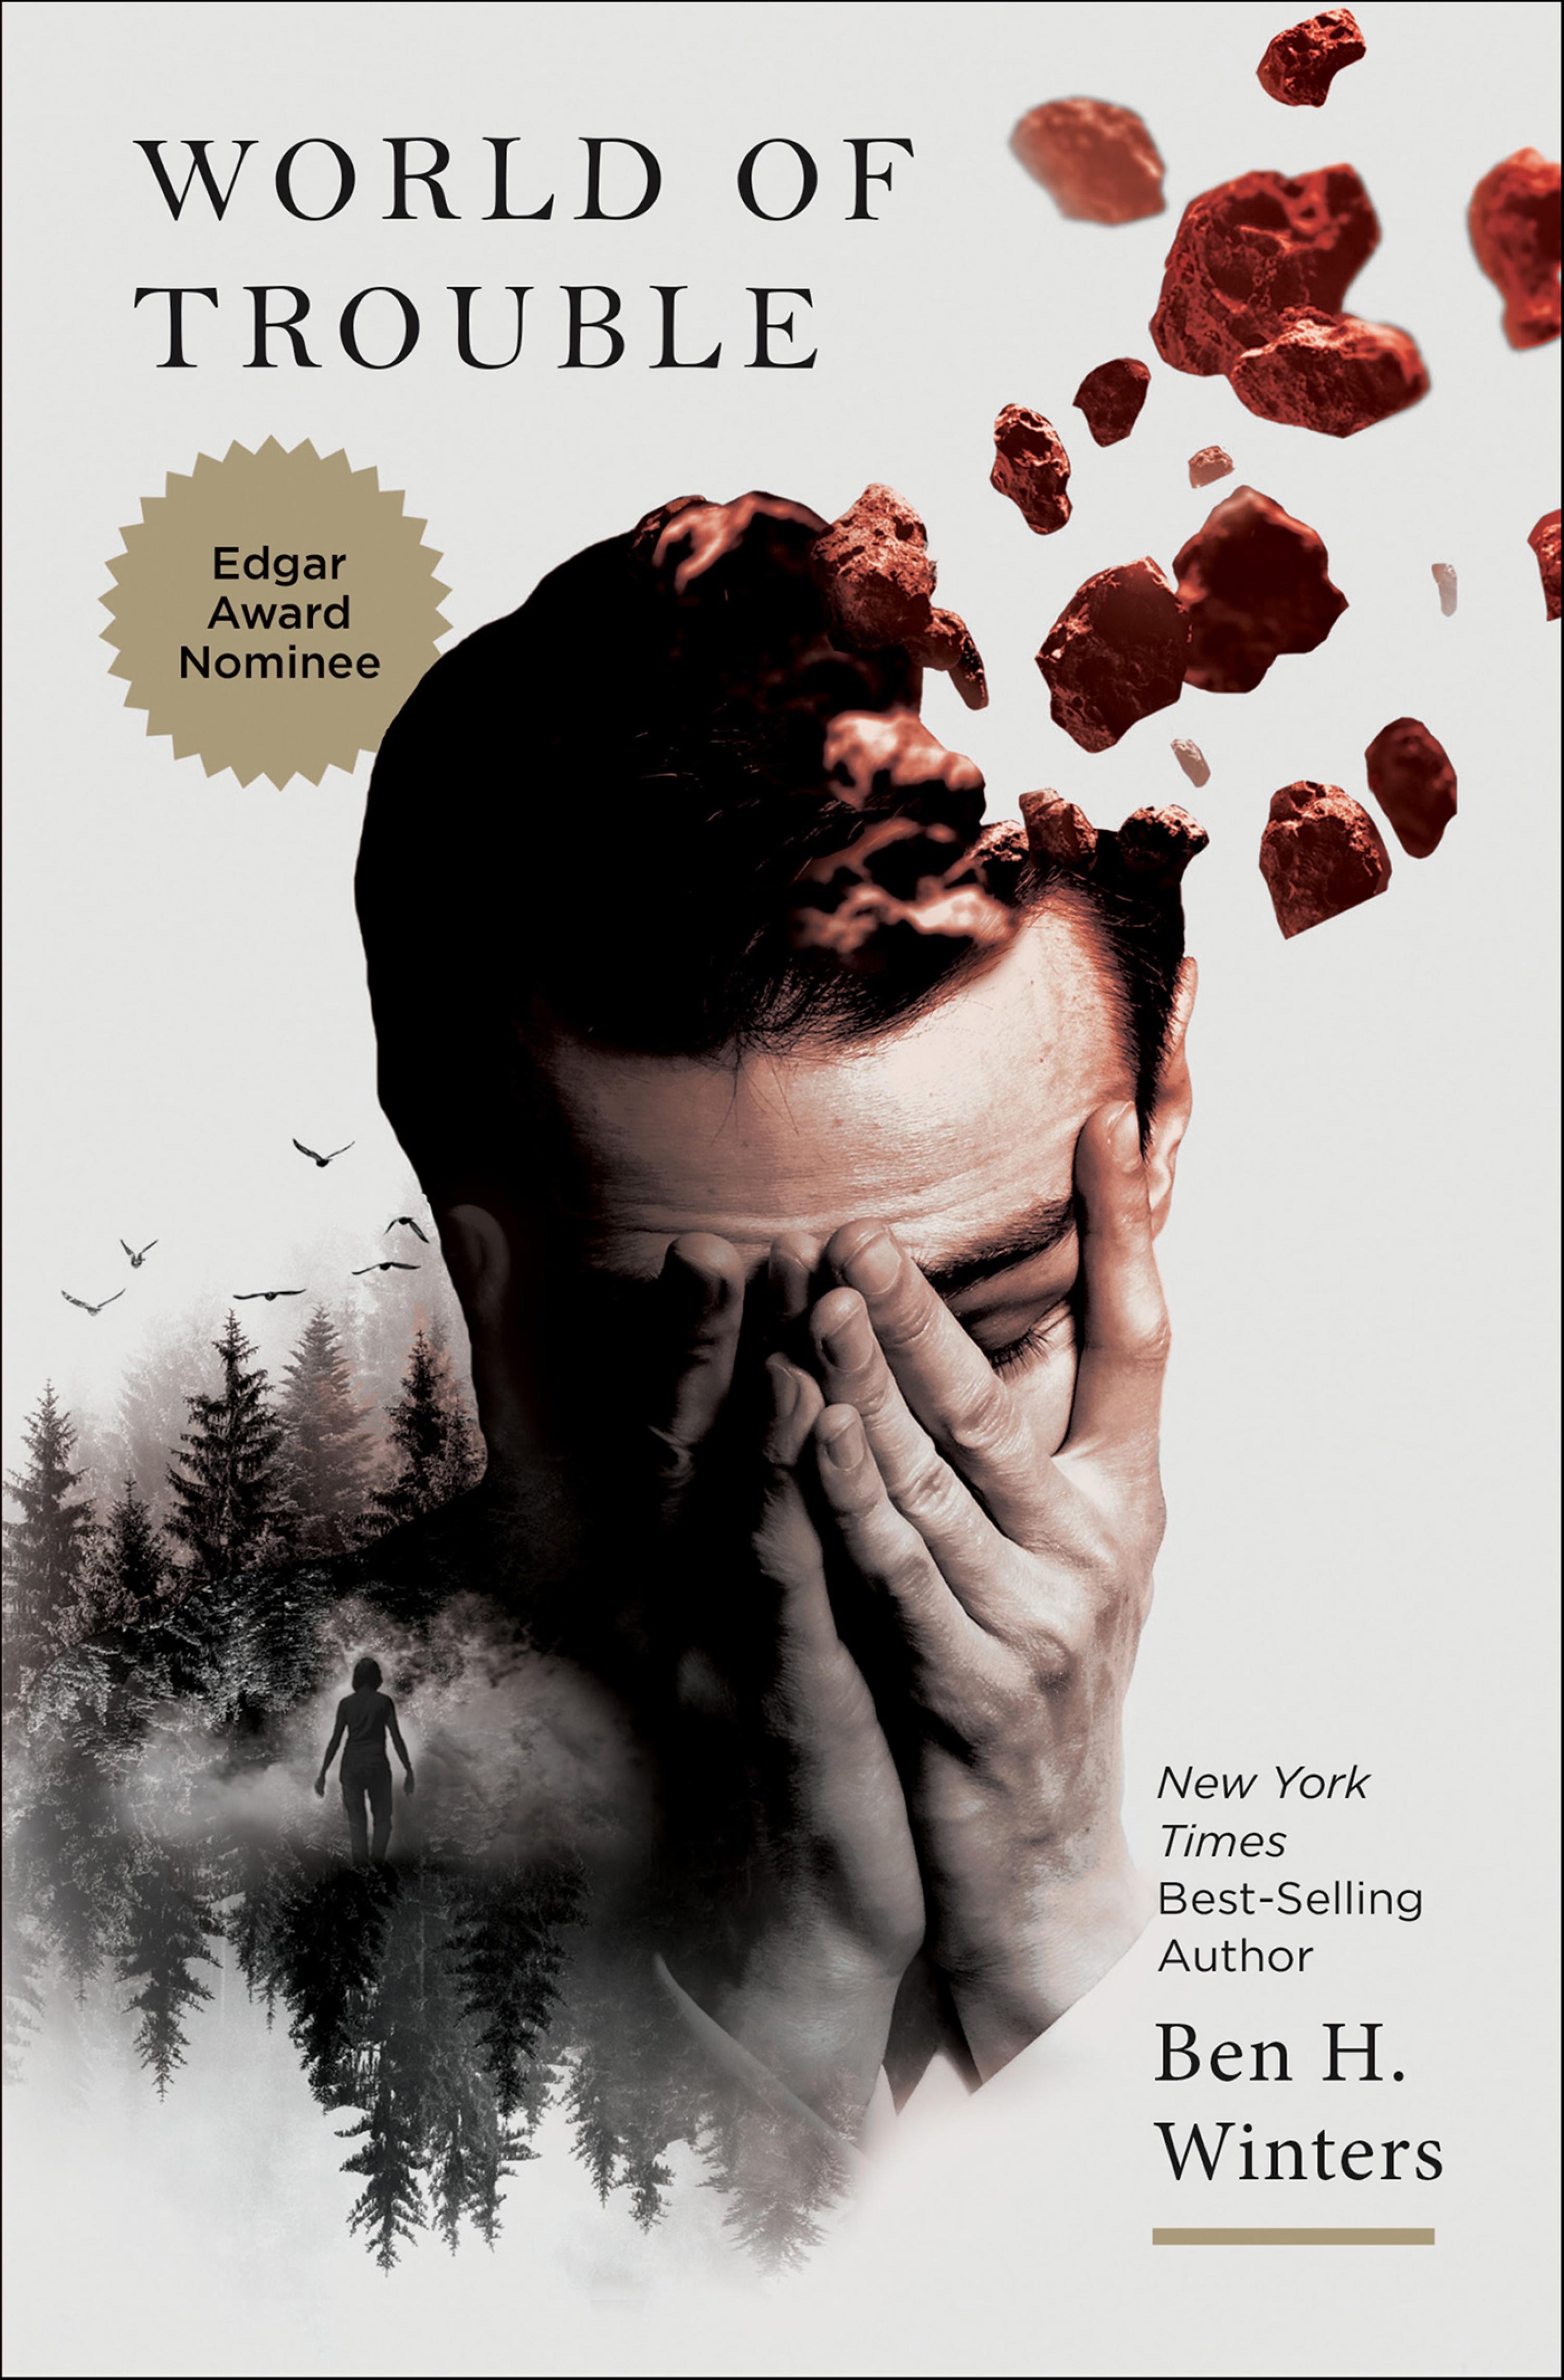 WORLD OF
TROUBLE
Edgar
Award
Nominee
New York
Times
Best-Selling
Author
Ben H.
Winters